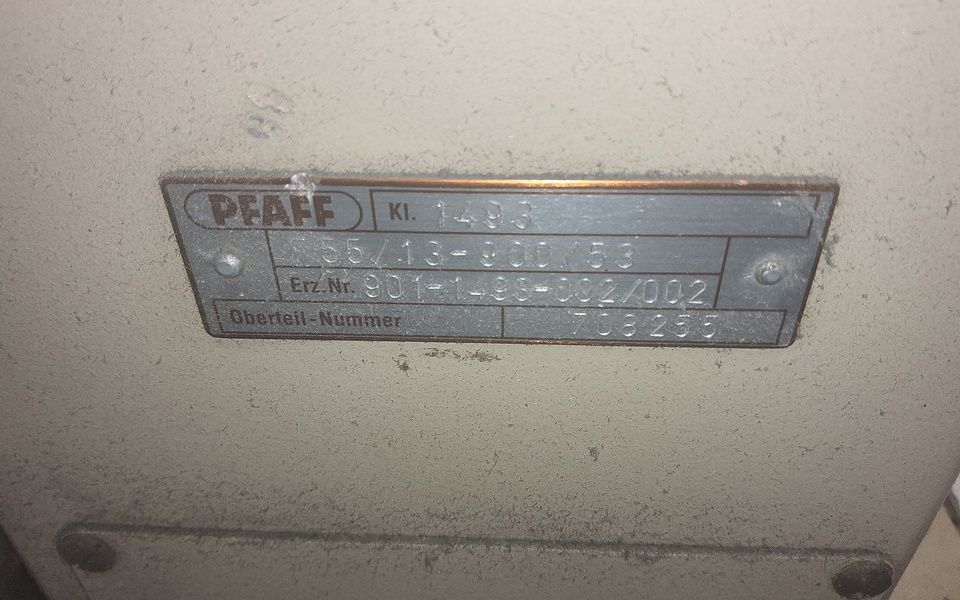 PFAFF Kl. 1493
55/13-900/53
Erz.Nr. 901-1493-002/002
Oberteil-Nummer 708255